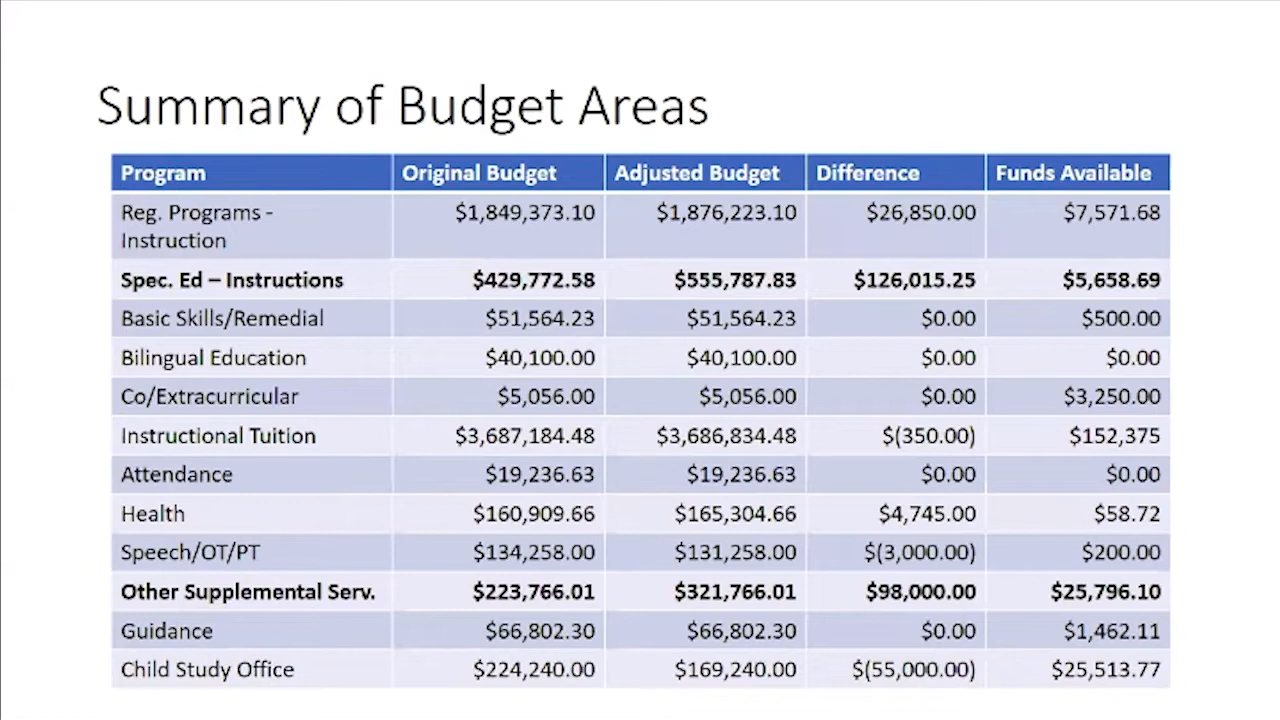 Summary of Budget Areas
Program Original Budget Adjusted Budget Difference Funds Available
Reg. Programs - $1,849,373.10 $1,876,223.10 $26,850.00 $7,571.68
Instruction
Spec. Ed – Instructions $429,772.58 $555,787.83 $126,015.25 $5,658.69
Basic Skills/Remedial $51,564.23 $51,564.23 $0.00 $500.00
Bilingual Education $40,100.00 $40,100.00 $0.00 $0.00
Co/Extracurricular $5,056.00 $5,056.00 $0.00 $3,250.00
Instructional Tuition $3,687,184.48 $3,686,834.48 $(350.00) $152,375
Attendance $19,236.63 $19,236.63 $0.00 $0.00
Health $160,909.66 $165,304.66 $4,745.00 $58.72
Speech/OT/PT $134,258.00 $131,258.00 $(3,000.00) $200.00
Other Supplemental Serv. $223,766.01 $321,766.01 $98,000.00 $25,796.10
Guidance $66,802.30 $66,802.30 $0.00 $1,462.11
Child Study Office $224,240.00 $169,240.00 $(55,000.00) $25,513.77